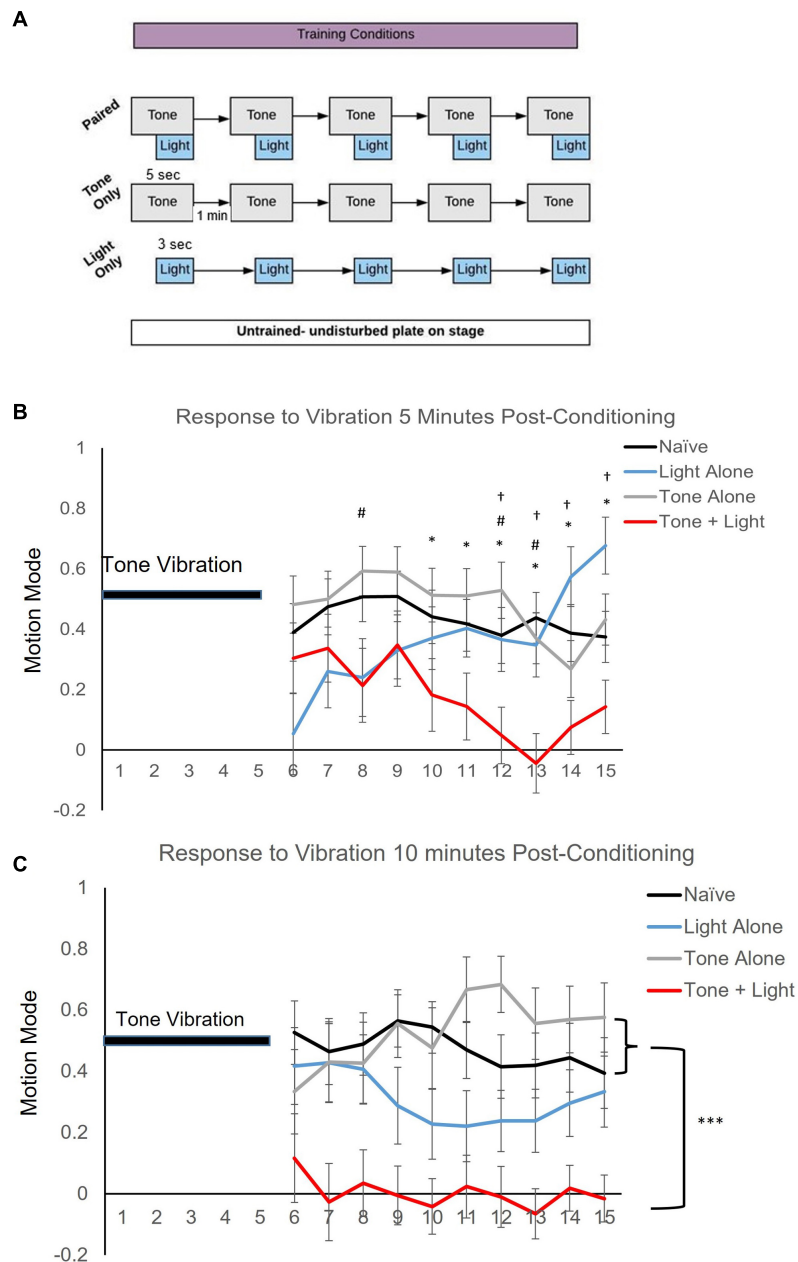 A
Training Conditions
Paired
Tone Tone Tone Tone Tone
Light Light Light Light Light
5 sec
Tone
Only
Tone Tone Tone Tone Tone
1 min
3 sec
Light
Only
Light Light Light Light Light
Untrained- undisturbed plate on stage
B
Response to Vibration 5 Minutes Post-Conditioning
Naïve
Light Alone
Tone Alone
Tone + Light
1
0.8
0.6
0.4
0.2
0
-0.2
Motion Mode
Tone Vibration
#
*
*
†
#
*
†
#
*
†
*
†
*
1 2 3 4 5 6 7 8 9 10 11 12 13 14 15
C
Response to Vibration 10 minutes Post-Conditioning
Naïve
Light Alone
Tone Alone
Tone + Light
1
0.8
0.6
0.4
0.2
0
-0.2
Motion Mode
Tone Vibration
***
1 2 3 4 5 6 7 8 9 10 11 12 13 14 15